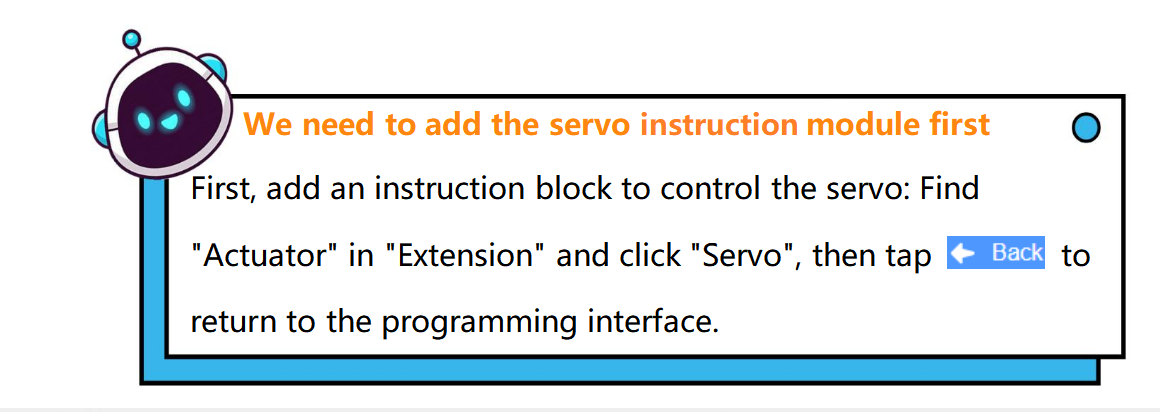 We need to add the servo instruction module first
First, add an instruction block to control the servo: Find
"Actuator" in "Extension" and click "Servo", then tap Back to
return to the programming interface.